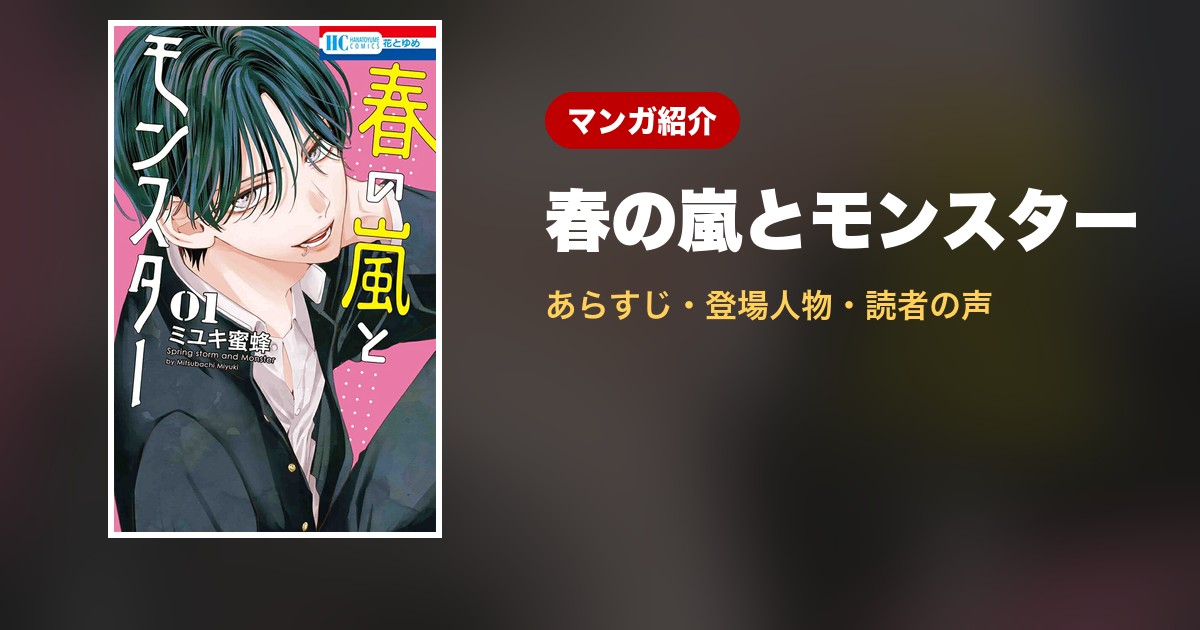 HC HANATOYUME COMICS 花とゆめ
春の嵐と
モンスター
01
ミユキ蜜蜂
Spring storm and Monster
by Mitsubachi Miyuki
マンガ紹介
春の嵐とモンスター
あらすじ・登場人物・読者の声